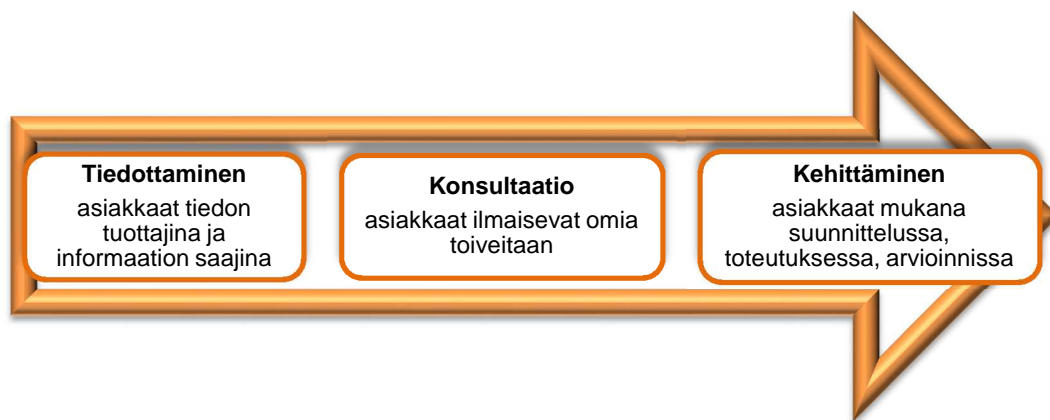 Tiedottaminen
asiakkaat tiedon
tuottajina ja
informaation saajina
Konsultaatio
asiakkaat ilmaisevat omia
toiveitaan
Kehittäminen
asiakkaat mukana
suunnittelussa,
toteutuksessa, arvioinnissa